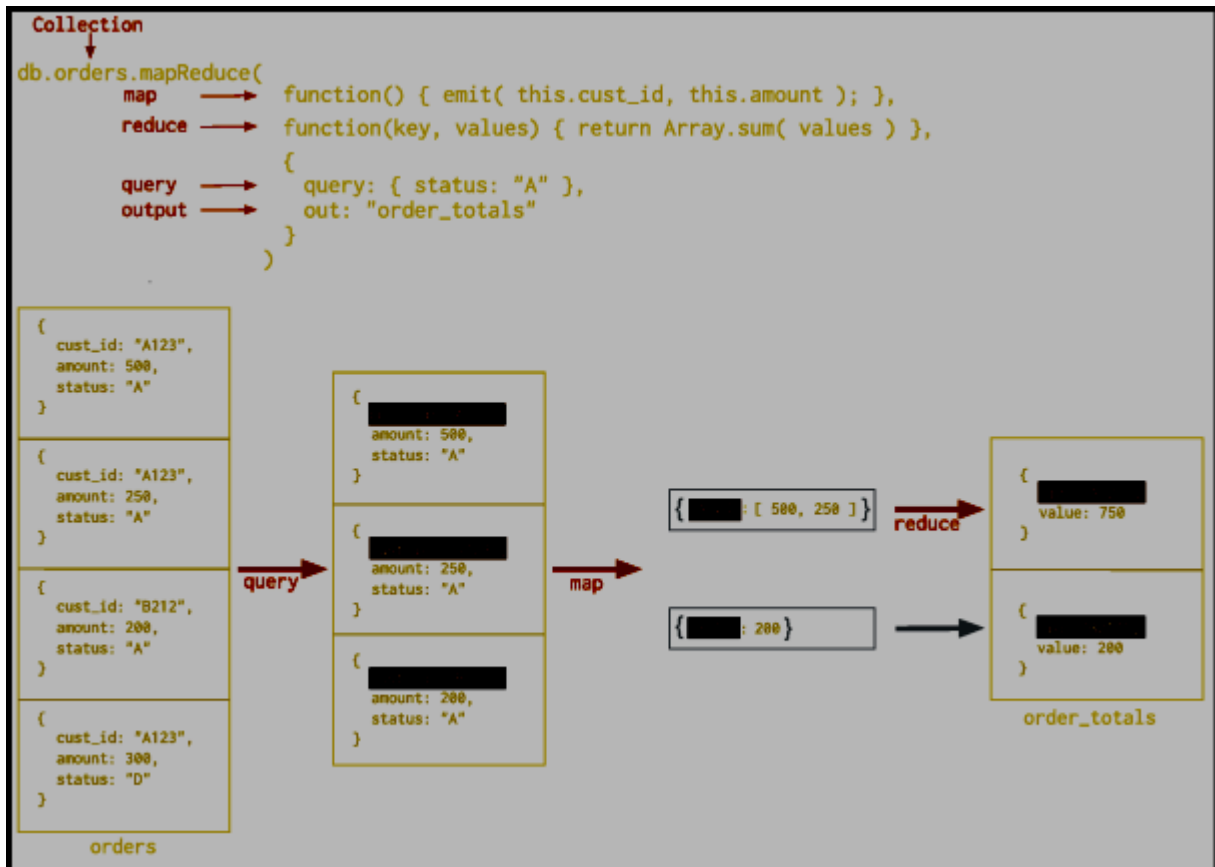 Collection
db.orders.mapReduce(
map function() { emit( this.cust_id, this.amount ); },
reduce function(key, values) { return Array.sum( values ) },
{
query query: { status: "A" },
output out: "order_totals"
}
)
{
cust_id: "A123",
amount: 500,
status: "A"
}
{
cust_id: "A123",
amount: 250,
status: "A"
}
{
cust_id: "B212",
amount: 200,
status: "A"
}
{
cust_id: "A123",
amount: 300,
status: "D"
}
orders
query
{
amount: 500,
status: "A"
}
{
amount: 250,
status: "A"
}
{
amount: 200,
status: "A"
}
map
{ : [ 500, 250 ]}
{ : 200}
reduce
{
value: 750
}
{
value: 200
}
order_totals